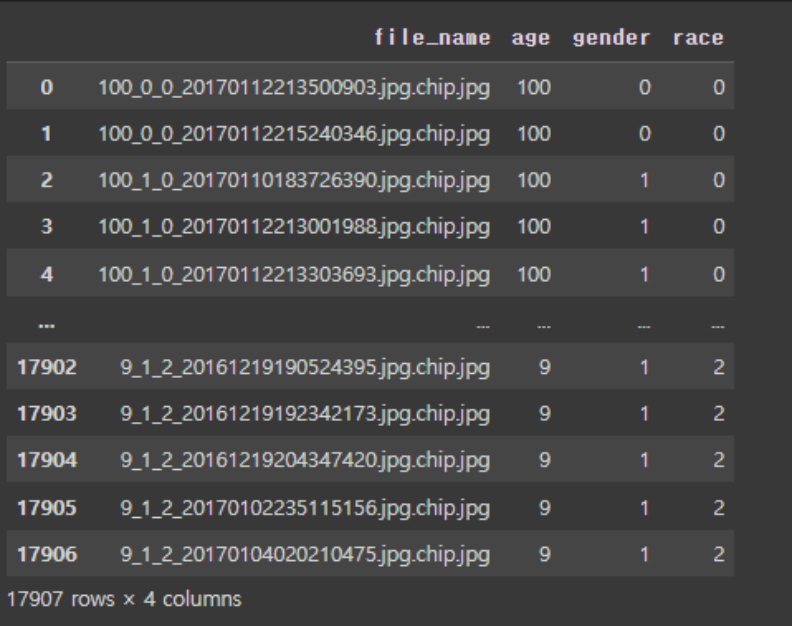 file_name age gender race
0 100_0_0_20170112213500903.jpg.chip.jpg 100 0 0
1 100_0_0_20170112215240346.jpg.chip.jpg 100 0 0
2 100_1_0_20170110183726390.jpg.chip.jpg 100 1 0
3 100_1_0_20170112213001988.jpg.chip.jpg 100 1 0
4 100_1_0_20170112213303693.jpg.chip.jpg 100 1 0
... ... ... ... ...
17902 9_1_2_20161219190524395.jpg.chip.jpg 9 1 2
17903 9_1_2_20161219192342173.jpg.chip.jpg 9 1 2
17904 9_1_2_20161219204347420.jpg.chip.jpg 9 1 2
17905 9_1_2_20170102235115156.jpg.chip.jpg 9 1 2
17906 9_1_2_20170104020210475.jpg.chip.jpg 9 1 2
17907 rows × 4 columns